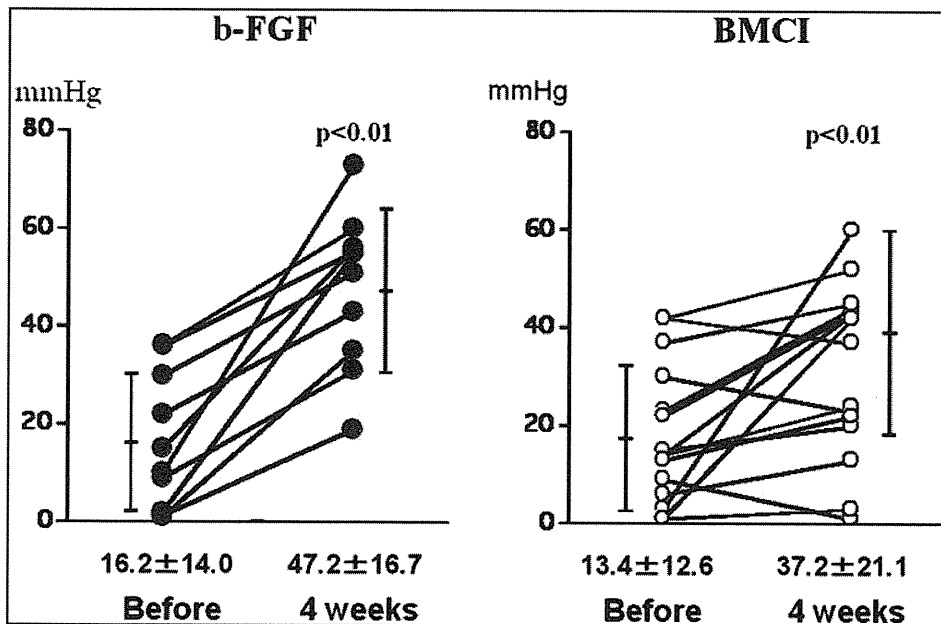 b-FGF
mmHg
p<0.01
80
60
40
20
0
16.2±14.0 47.2±16.7
Before 4 weeks
BMCI
mmHg
p<0.01
80
60
40
20
0
13.4±12.6 37.2±21.1
Before 4 weeks